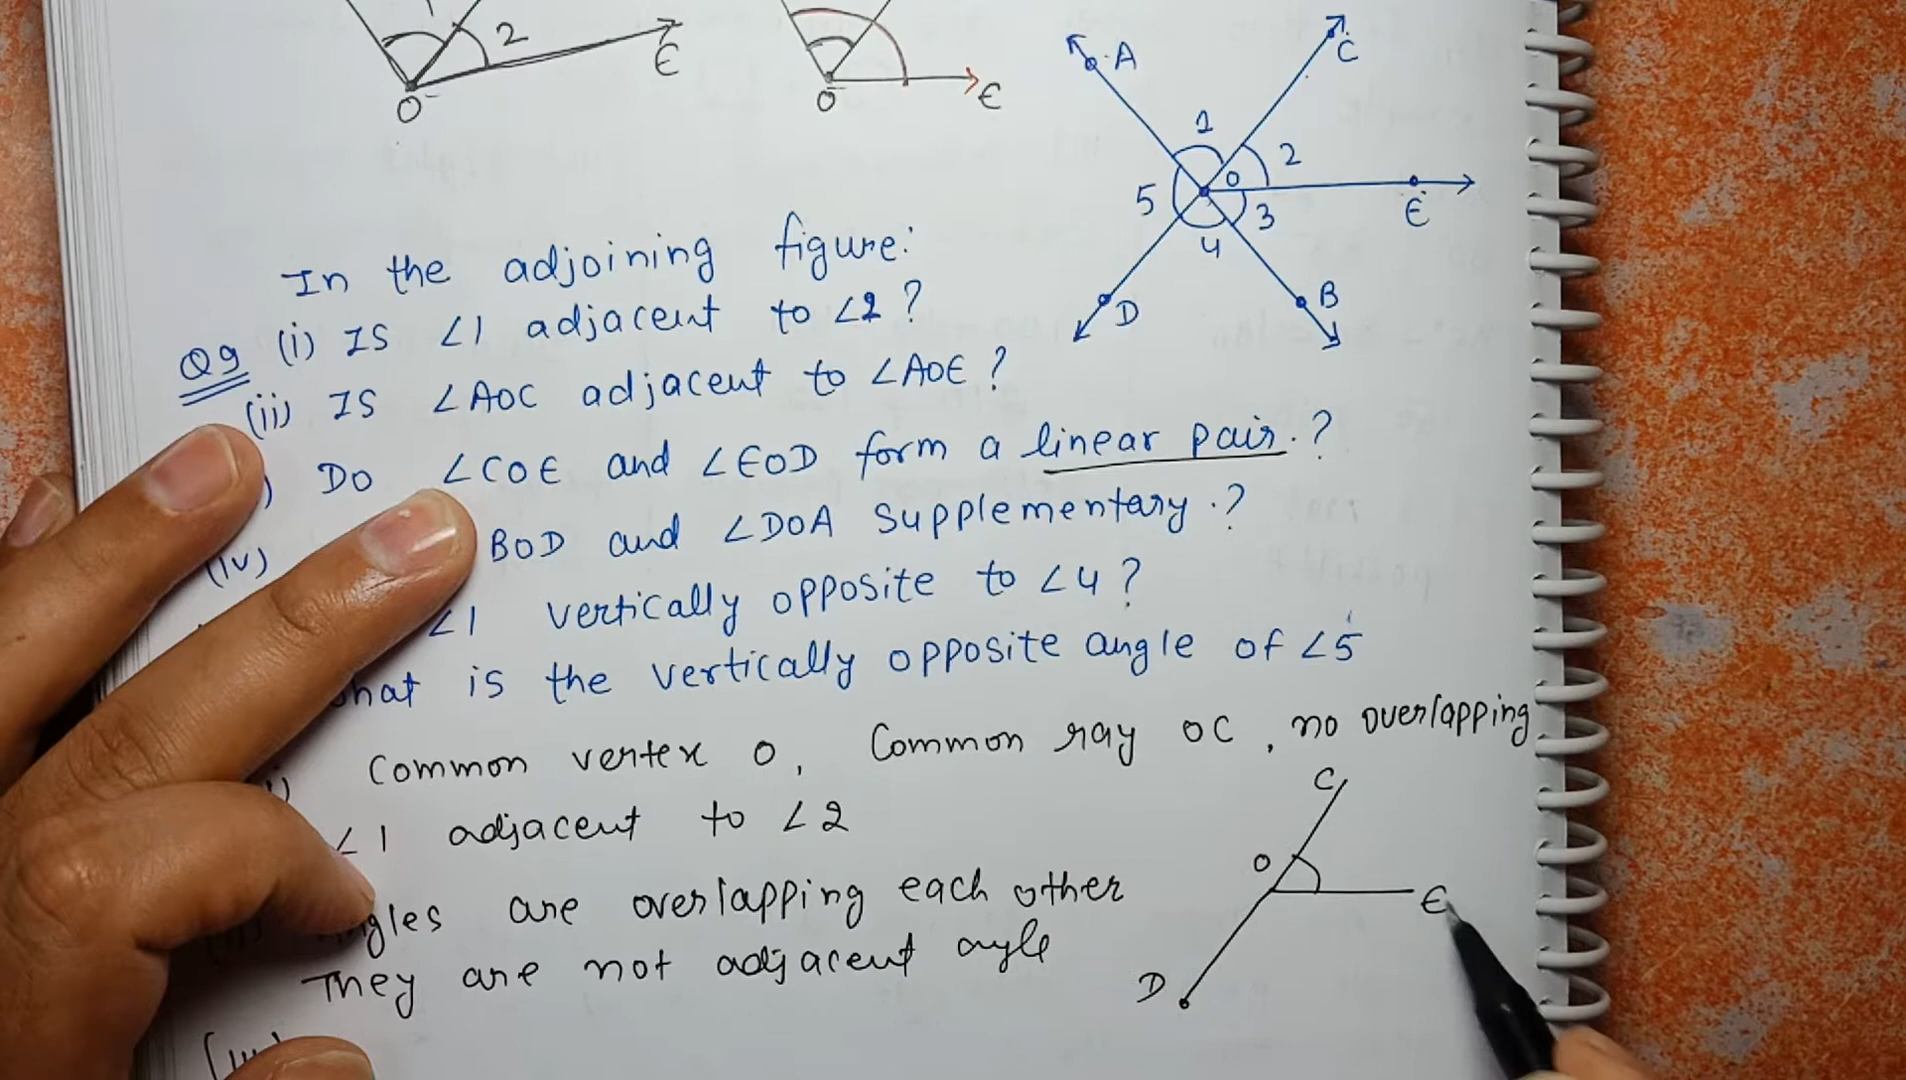 2
E
O
E
O
A
C
1
2
O
5
3
E
4
D
B
In the adjoining figure:
Q9 (i) IS ∠1 adjacent to ∠2?
(ii) IS ∠AOC adjacent to ∠AOE?
) DO ∠COE and ∠EOD form a linear pair.?
(iv) BOD and ∠DOA Supplementary.?
∠1 vertically opposite to ∠4?
hat is the vertically opposite angle of ∠5
i) Common vertex O, Common ray OC, no overlapping
∠1 adjacent to ∠2
ngles are overlapping each other
They are not adjacent angle
C
O
E
D